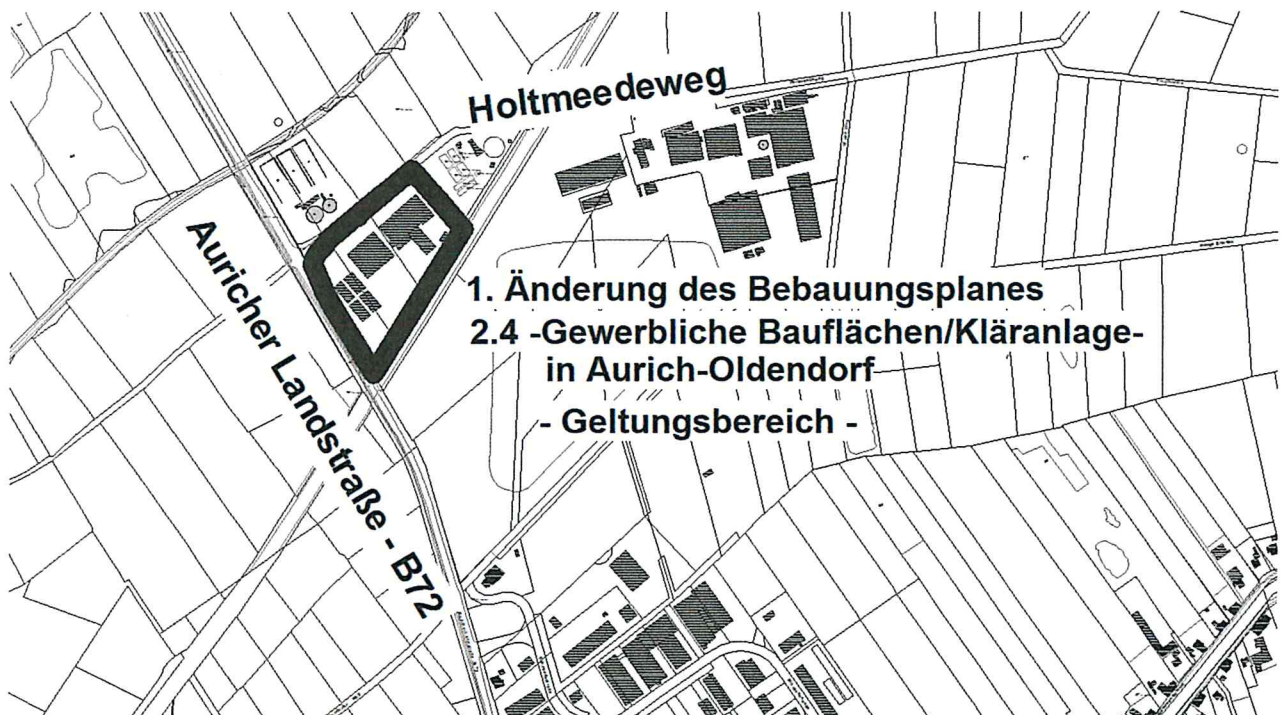 Holtmeedeweg
Auricher Landstraße - B72
1. Änderung des Bebauungsplanes
2.4 -Gewerbliche Bauflächen/Kläranlage-
in Aurich-Oldendorf
- Geltungsbereich -